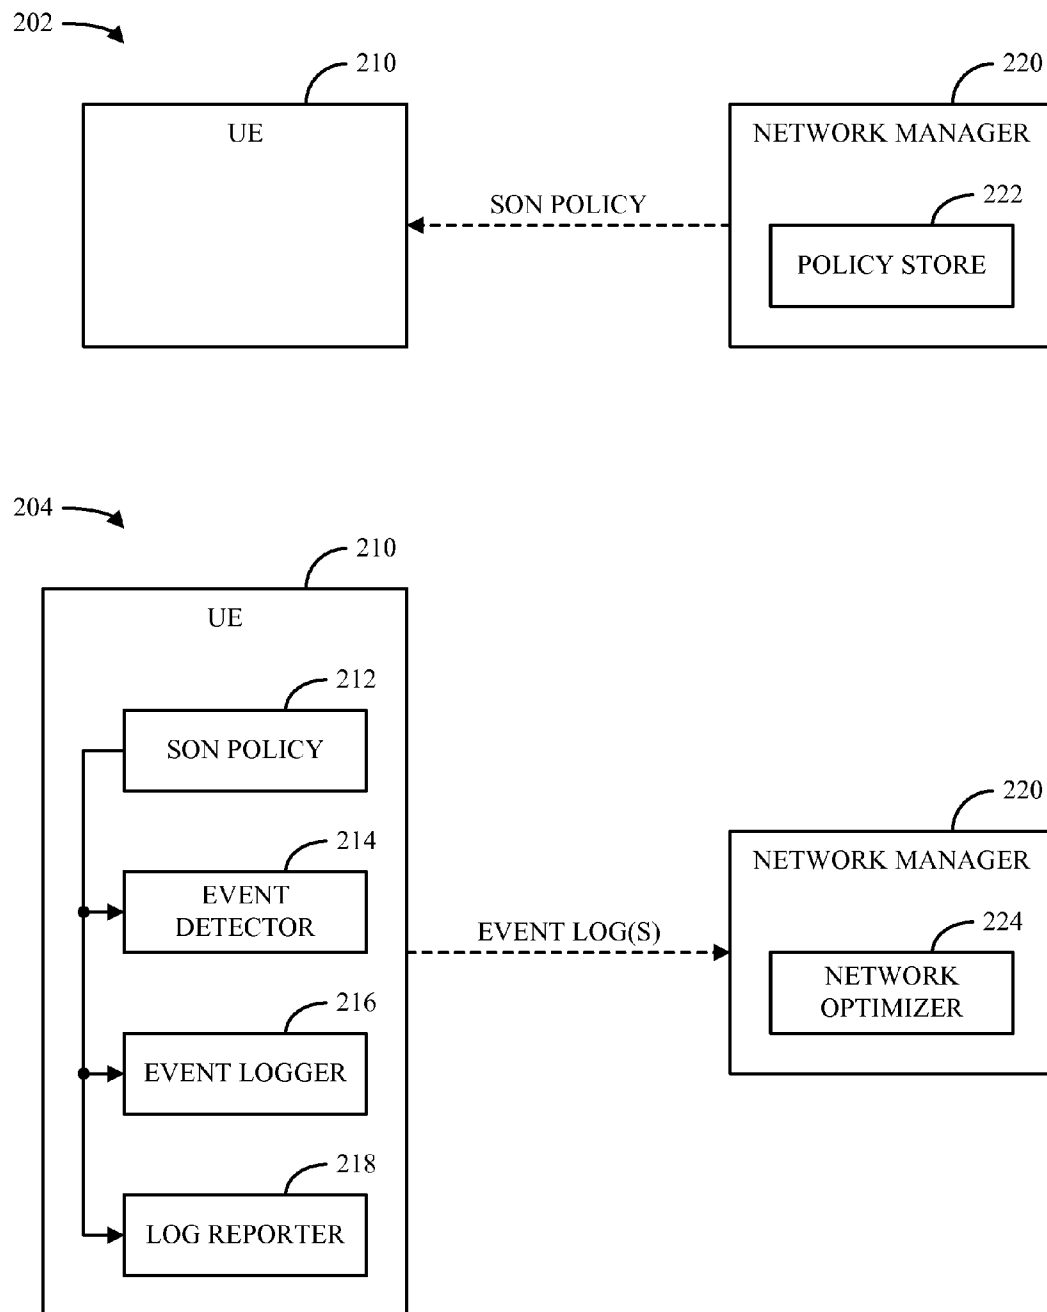 202
210
220
UE
NETWORK MANAGER
SON POLICY
222
POLICY STORE
204
210
UE
212
SON POLICY
220
214
NETWORK MANAGER
EVENT
DETECTOR
EVENT LOG(S)
224
NETWORK
OPTIMIZER
216
EVENT LOGGER
218
LOG REPORTER